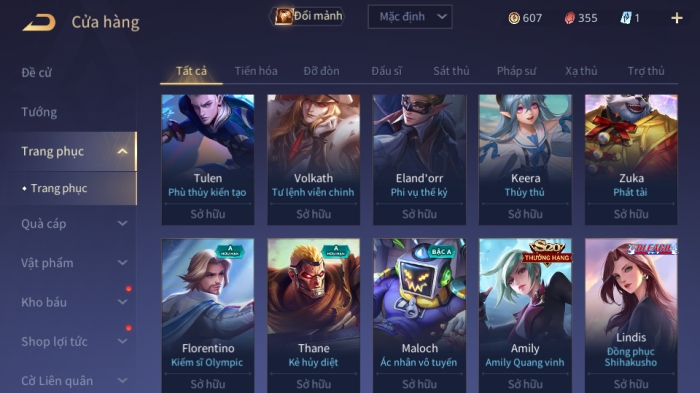 Cửa hàng
Đổi mảnh
Mặc định
607
355
1
Đề cử
Tướng
Trang phục
Trang phục
Quà cáp
Vật phẩm
Kho báu
Shop lợi tức
Cờ Liên quân
Tất cả Tiến hóa Đỡ đòn Đấu sĩ Sát thủ Pháp sư Xạ thủ Trợ thủ
Tulen
Phù thủy kiến tạo
Sở hữu
Volkath
Tư lệnh viễn chinh
Sở hữu
Eland'orr
Phi vụ thế kỷ
Sở hữu
Keera
Thủy thủ
Sở hữu
Zuka
Phát tài
Sở hữu
A
HỮU HẠN
Florentino
Kiếm sĩ Olympic
Sở hữu
A
HỮU HẠN
Thane
Kẻ hủy diệt
Sở hữu
BẬC A
Maloch
Ác nhân vô tuyến
Sở hữu
S20
THƯỞNG HẠNG
Amily
Amily Quang vinh
Sở hữu
BLEACH
Lindis
Đồng phục
Shihakusho
Sở hữu